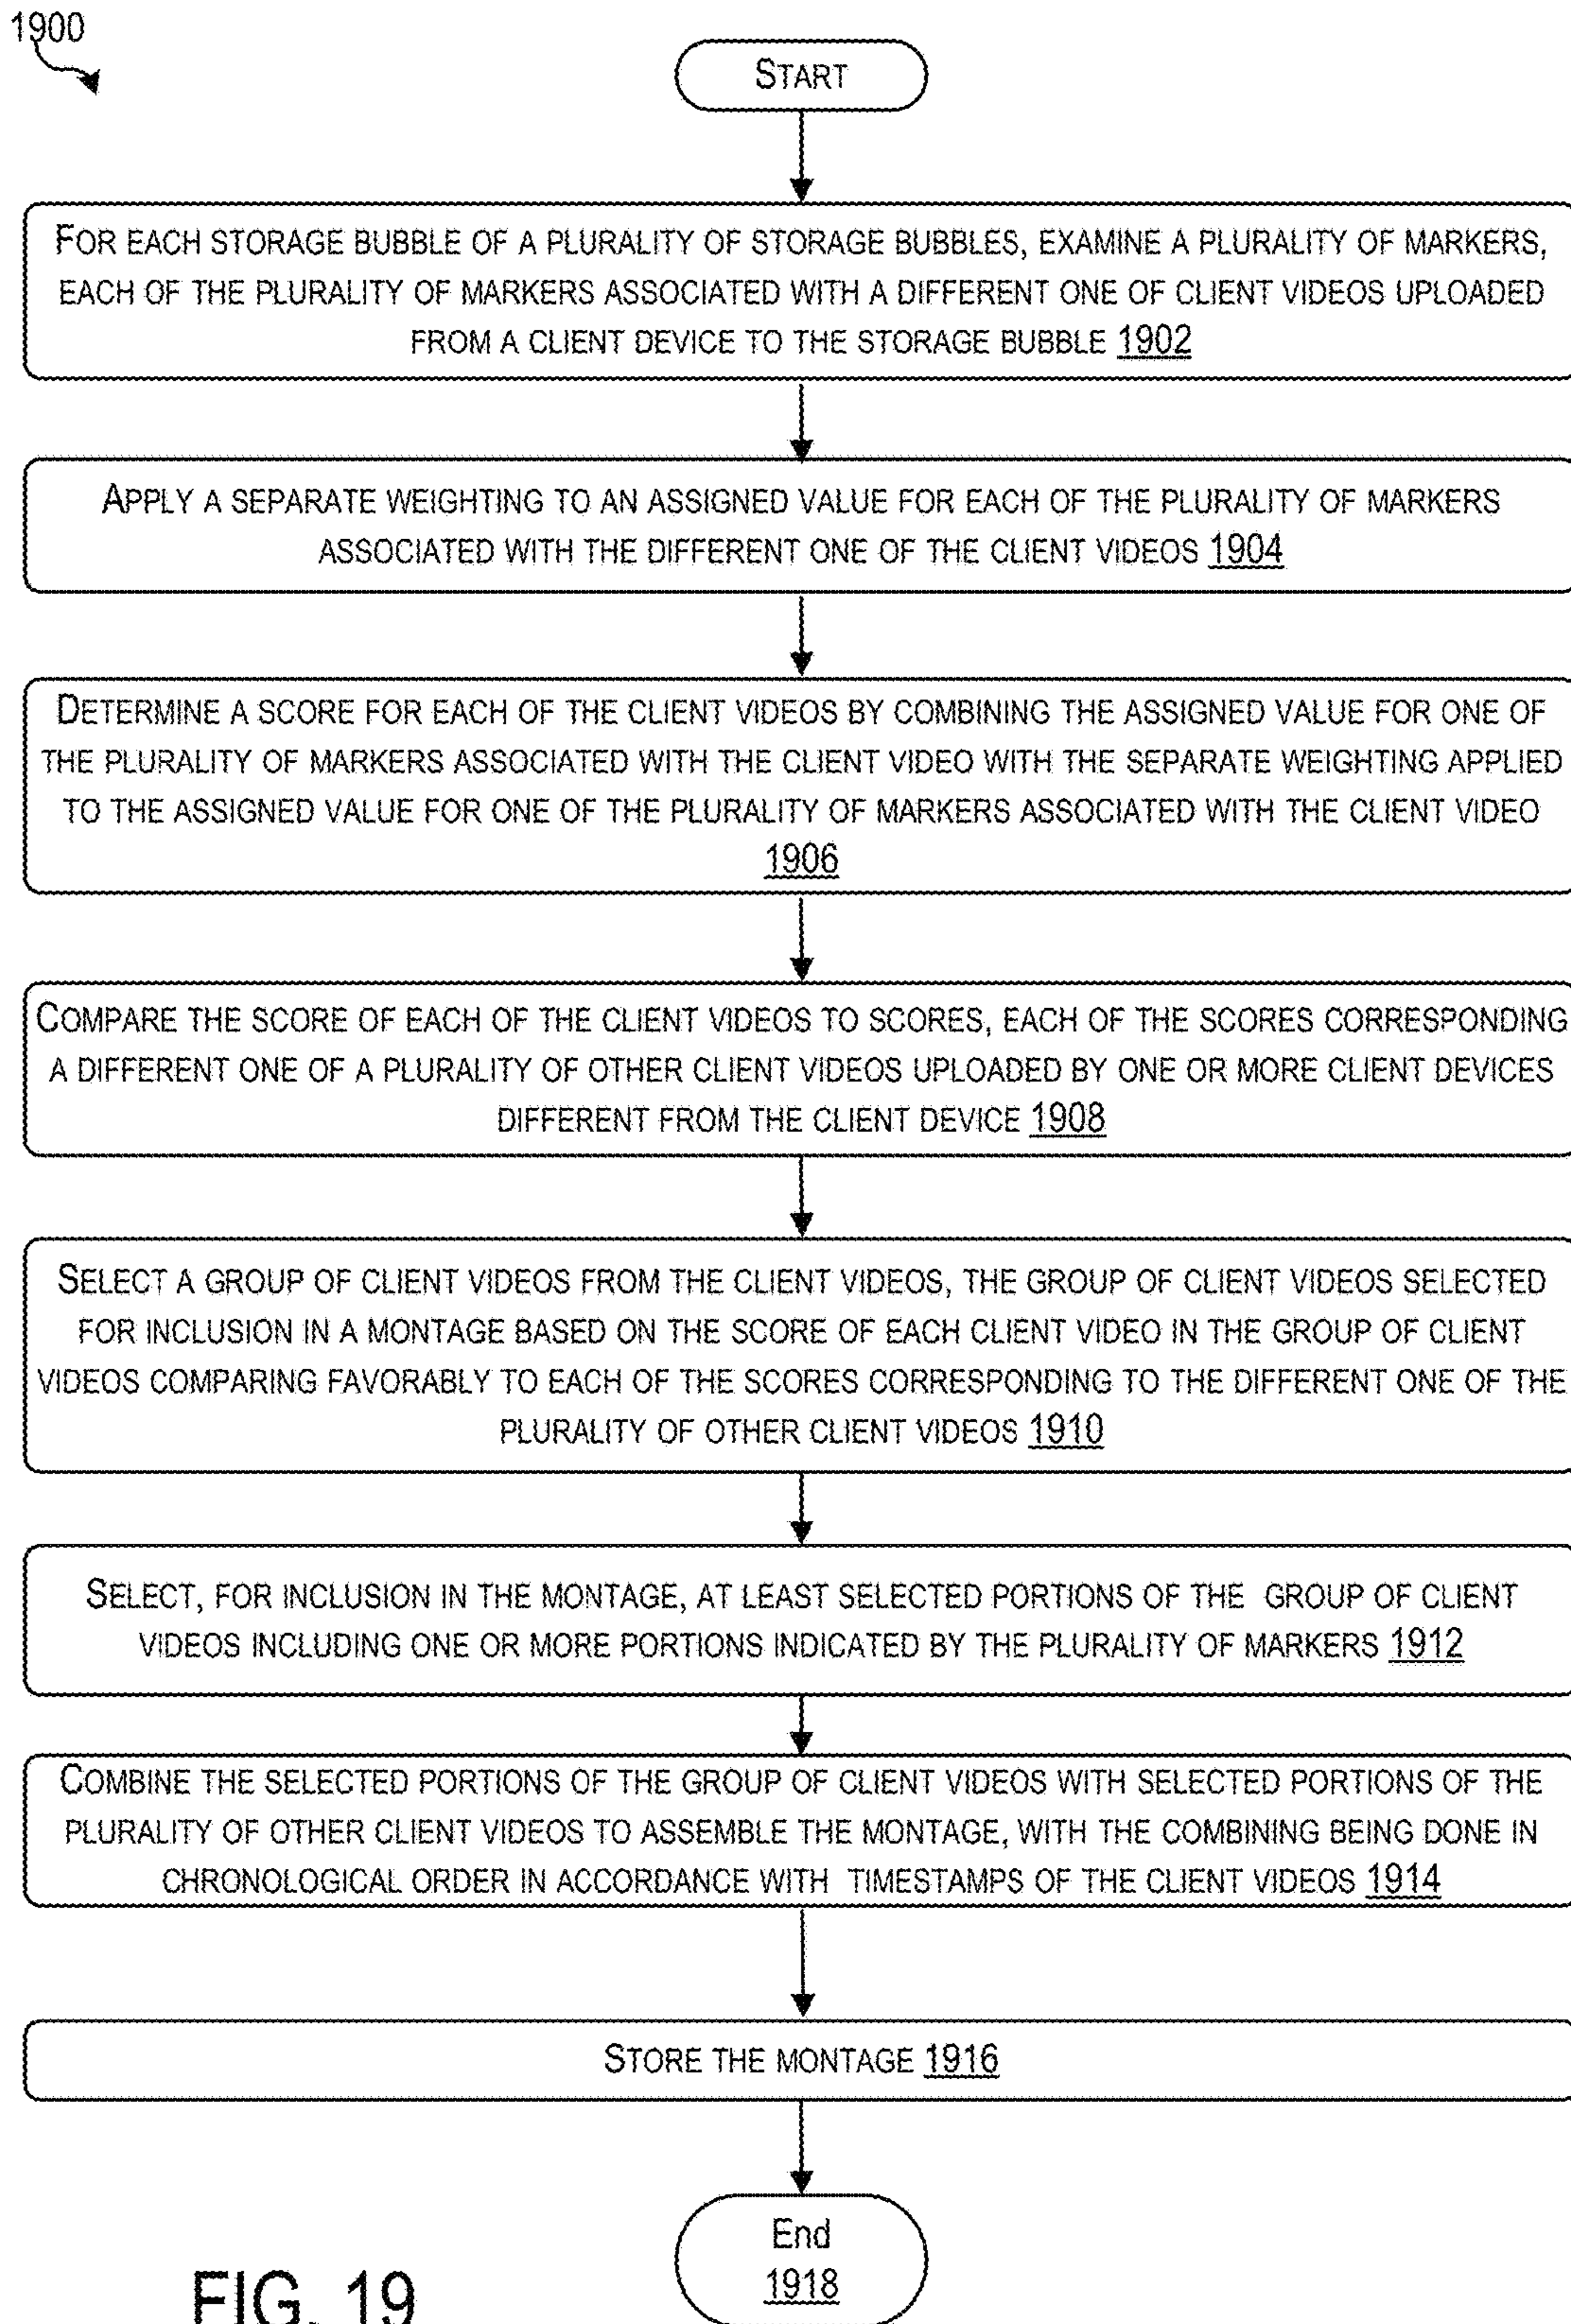 1900
START
FOR EACH STORAGE BUBBLE OF A PLURALITY OF STORAGE BUBBLES, EXAMINE A PLURALITY OF MARKERS,
EACH OF THE PLURALITY OF MARKERS ASSOCIATED WITH A DIFFERENT ONE OF CLIENT VIDEOS UPLOADED
FROM A CLIENT DEVICE TO THE STORAGE BUBBLE 1902
APPLY A SEPARATE WEIGHTING TO AN ASSIGNED VALUE FOR EACH OF THE PLURALITY OF MARKERS
ASSOCIATED WITH THE DIFFERENT ONE OF THE CLIENT VIDEOS 1904
DETERMINE A SCORE FOR EACH OF THE CLIENT VIDEOS BY COMBINING THE ASSIGNED VALUE FOR ONE OF
THE PLURALITY OF MARKERS ASSOCIATED WITH THE CLIENT VIDEO WITH THE SEPARATE WEIGHTING APPLIED
TO THE ASSIGNED VALUE FOR ONE OF THE PLURALITY OF MARKERS ASSOCIATED WITH THE CLIENT VIDEO
1906
COMPARE THE SCORE OF EACH OF THE CLIENT VIDEOS TO SCORES, EACH OF THE SCORES CORRESPONDING
A DIFFERENT ONE OF A PLURALITY OF OTHER CLIENT VIDEOS UPLOADED BY ONE OR MORE CLIENT DEVICES
DIFFERENT FROM THE CLIENT DEVICE 1908
SELECT A GROUP OF CLIENT VIDEOS FROM THE CLIENT VIDEOS, THE GROUP OF CLIENT VIDEOS SELECTED
FOR INCLUSION IN A MONTAGE BASED ON THE SCORE OF EACH CLIENT VIDEO IN THE GROUP OF CLIENT
VIDEOS COMPARING FAVORABLY TO EACH OF THE SCORES CORRESPONDING TO THE DIFFERENT ONE OF THE
PLURALITY OF OTHER CLIENT VIDEOS 1910
SELECT, FOR INCLUSION IN THE MONTAGE, AT LEAST SELECTED PORTIONS OF THE GROUP OF CLIENT
VIDEOS INCLUDING ONE OR MORE PORTIONS INDICATED BY THE PLURALITY OF MARKERS 1912
COMBINE THE SELECTED PORTIONS OF THE GROUP OF CLIENT VIDEOS WITH SELECTED PORTIONS OF THE
PLURALITY OF OTHER CLIENT VIDEOS TO ASSEMBLE THE MONTAGE, WITH THE COMBINING BEING DONE IN
CHRONOLOGICAL ORDER IN ACCORDANCE WITH TIMESTAMPS OF THE CLIENT VIDEOS 1914
STORE THE MONTAGE 1916
End
1918
FIG. 19